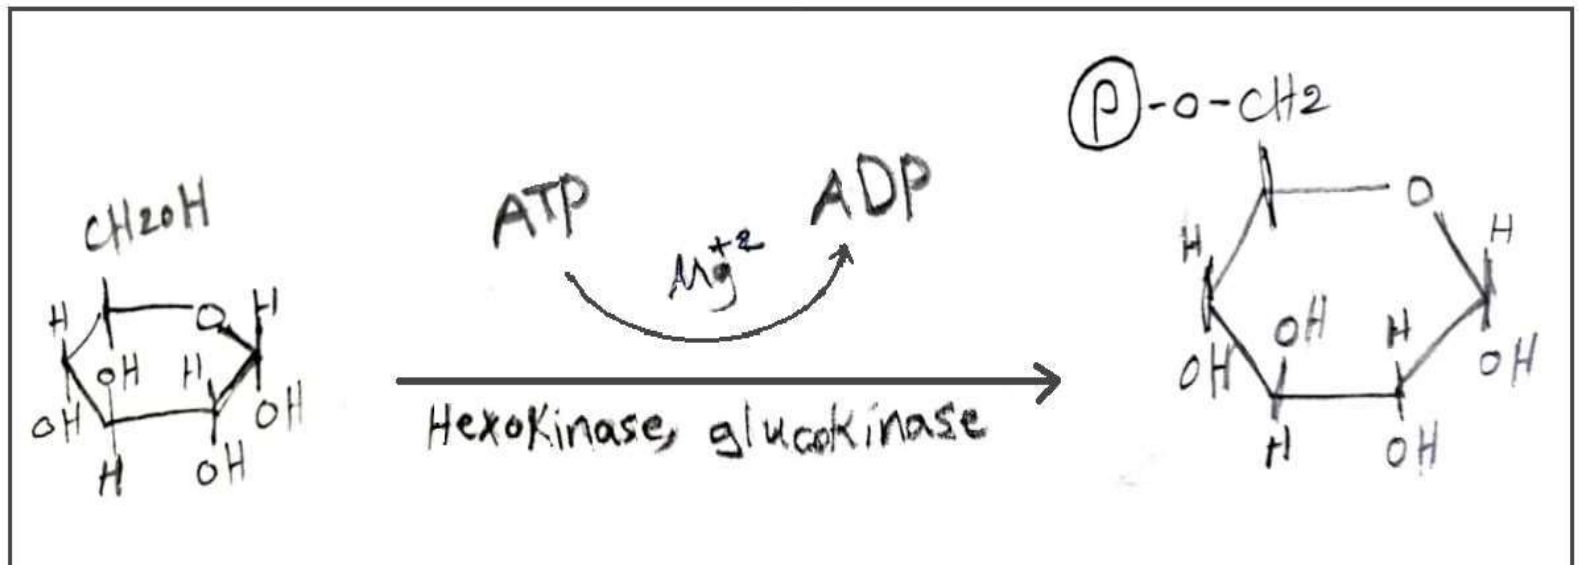 P-O-CH2
ATP
ADP
CH2OH
Mg+2
O
H
H
O
H
H
OH
H
OH
H
OH
OH
OH
OH
Hexokinase, glucokinase
H
OH
H
OH